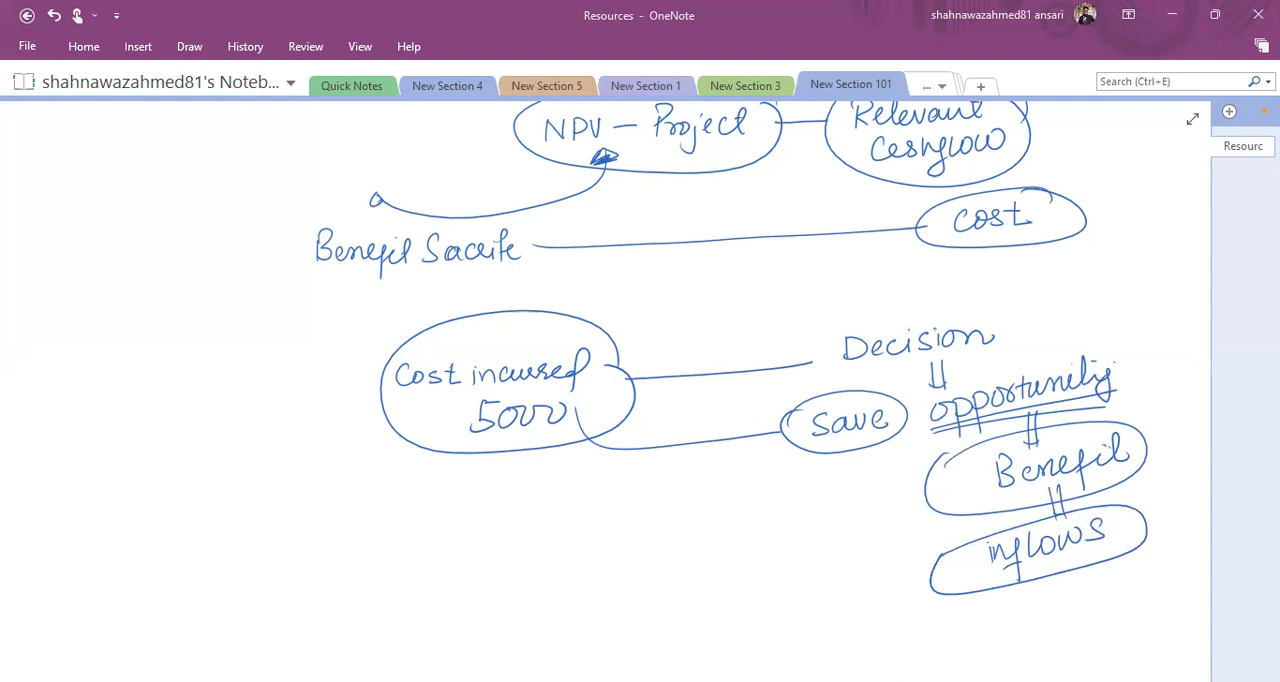 Resources - OneNote
shahnawazahmed81 ansari
File Home Insert Draw History Review View Help
shahnawazahmed81's Noteb... Quick Notes New Section 4 New Section 5 New Section 1 New Section 3 New Section 101 ... + Search (Ctrl+E)
Resourc
NPV - Project
Relevant
Cashflow
Cost
Benefit
Cost incurred
5000
Decision
opportunity
save
Benefit
inflows